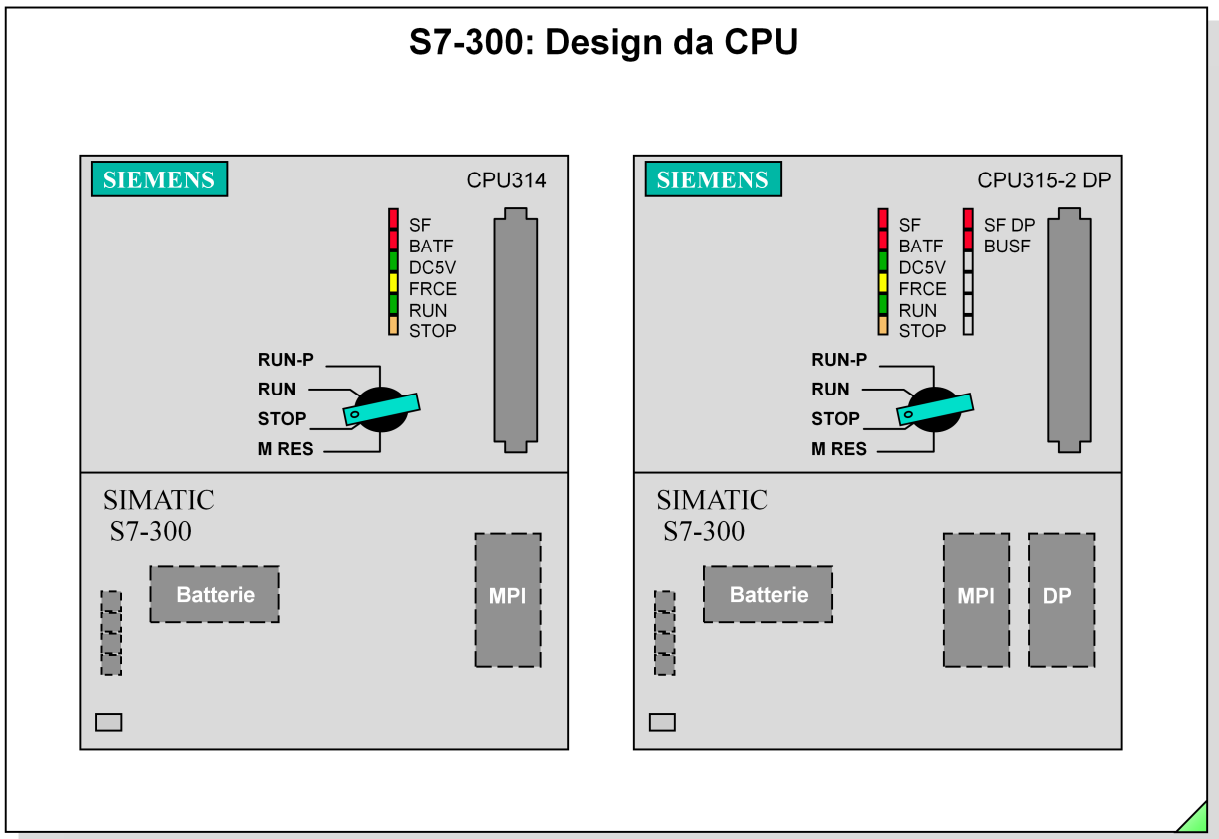 S7-300: Design da CPU
SIEMENS
CPU314
SF
BATF
DC5V
FRCE
RUN
STOP
RUN-P
RUN
STOP
M RES
SIMATIC
S7-300
Batterie
MPI
SIEMENS
CPU315-2 DP
SF
BATF
DC5V
FRCE
RUN
STOP
SF DP
BUSF
RUN-P
RUN
STOP
M RES
SIMATIC
S7-300
Batterie
MPI
DP